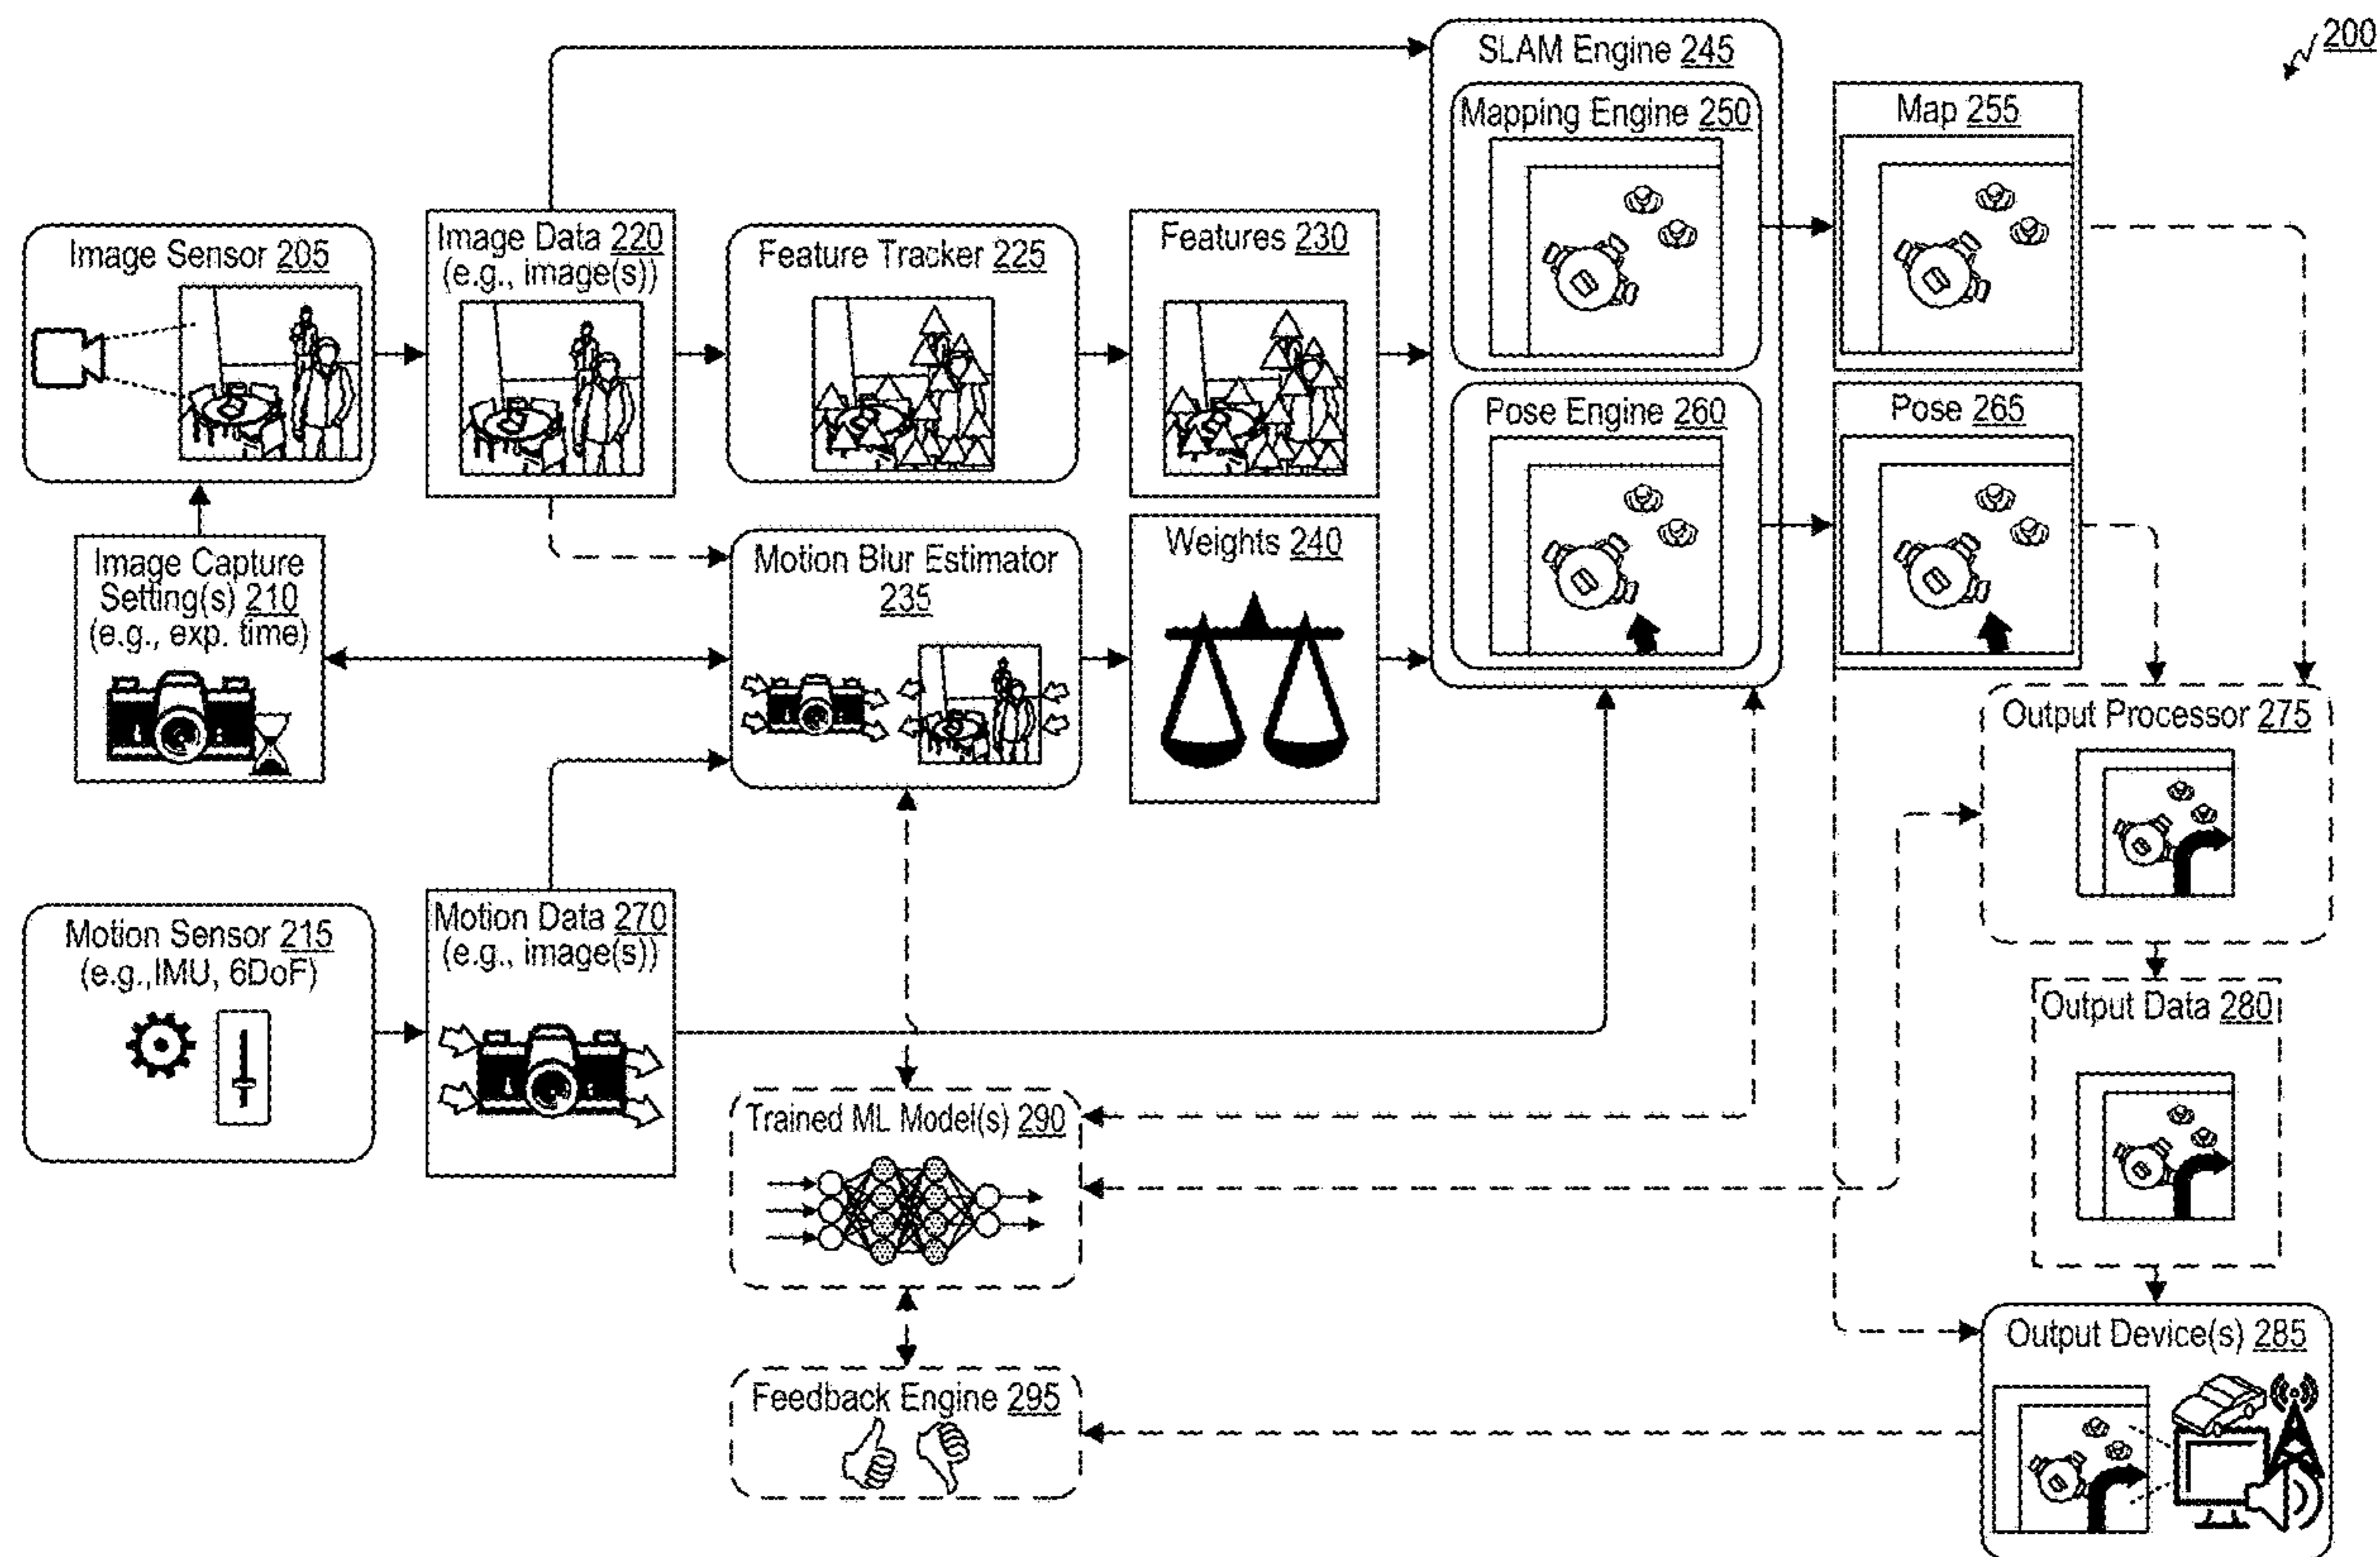 200
SLAM Engine 245
Mapping Engine 250
Map 255
Image Sensor 205
Image Data 220
(e.g., image(s))
Feature Tracker 225
Features 230
Pose Engine 260
Pose 265
Image Capture
Setting(s) 210
(e.g., exp. time)
Motion Blur Estimator
235
Weights 240
Output Processor 275
Motion Sensor 215
(e.g.,IMU, 6DoF)
Motion Data 270
(e.g., image(s))
Output Data 280
Trained ML Model(s) 290
Output Device(s) 285
Feedback Engine 295